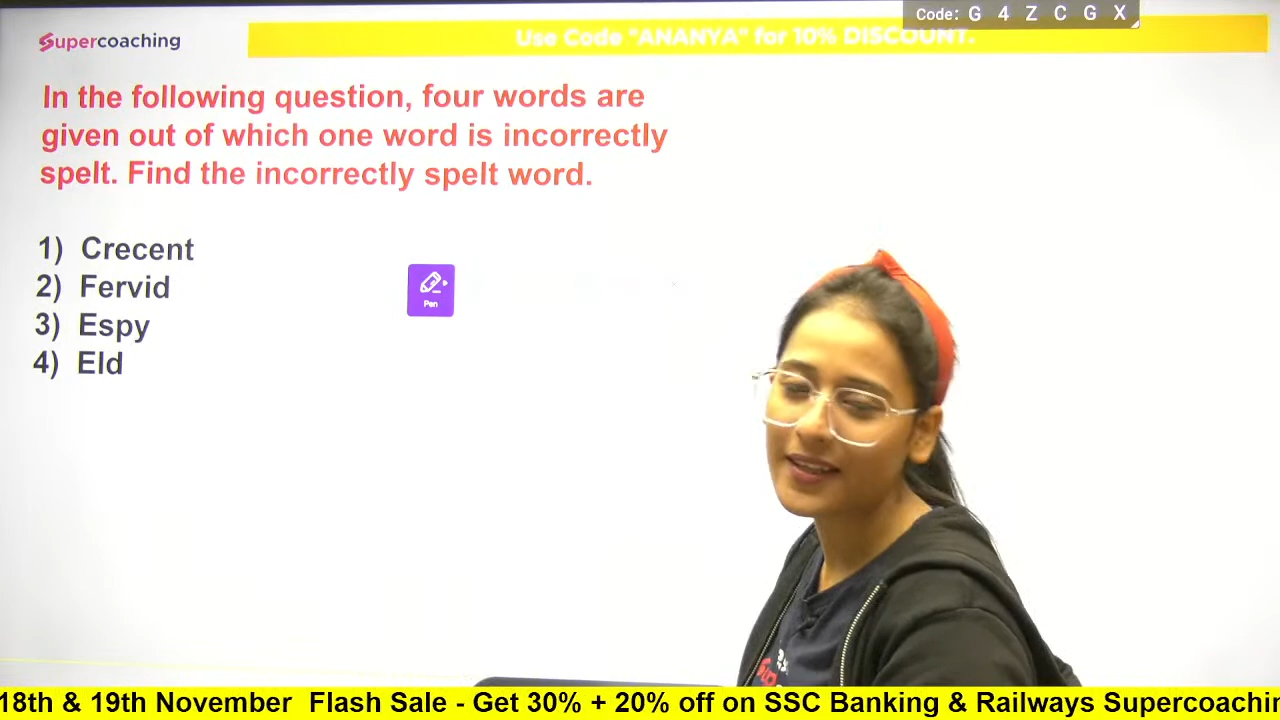 Supercoaching
Use Code "ANANYA" for 10% DISCOUNT.
Code: G 4 Z C G X
In the following question, four words are
given out of which one word is incorrectly
spelt. Find the incorrectly spelt word.
1) Crecent
2) Fervid
3) Espy
4) Eld
Pen
18th & 19th November Flash Sale - Get 30% + 20% off on SSC Banking & Railways Supercoachin